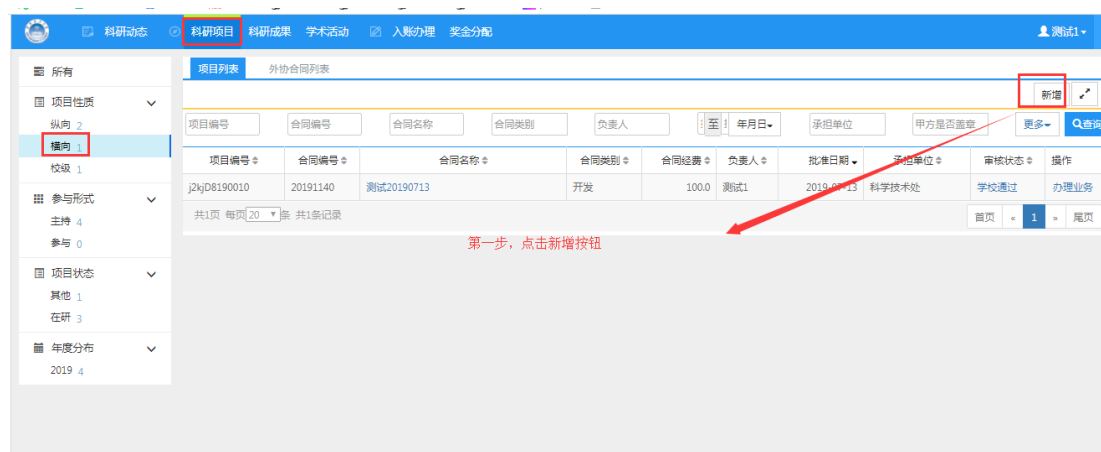 科研动态 科研项目 科研成果 学术活动 入账办理 奖金分配 测试1
所有
项目性质
纵向 2
横向 1
校级 1
参与形式
主持 4
参与 0
项目状态
其他 1
在研 3
年度分布
2019 4
项目列表 外协合同列表
新增
项目编号 合同编号 合同名称 合同类别 负责人 至 年月日 承担单位 甲方是否盖章 更多 查询
项目编号 合同编号 合同名称 合同类别 合同经费 负责人 批准日期 承担单位 审核状态 操作
j2kjD8190010 20191140 测试20190713 开发 100.0 测试1 2019-07-13 科学技术处 学校通过 办理业务
共1页 每页 20 条 共1条记录 首页 « 1 » 尾页
第一步，点击新增按钮